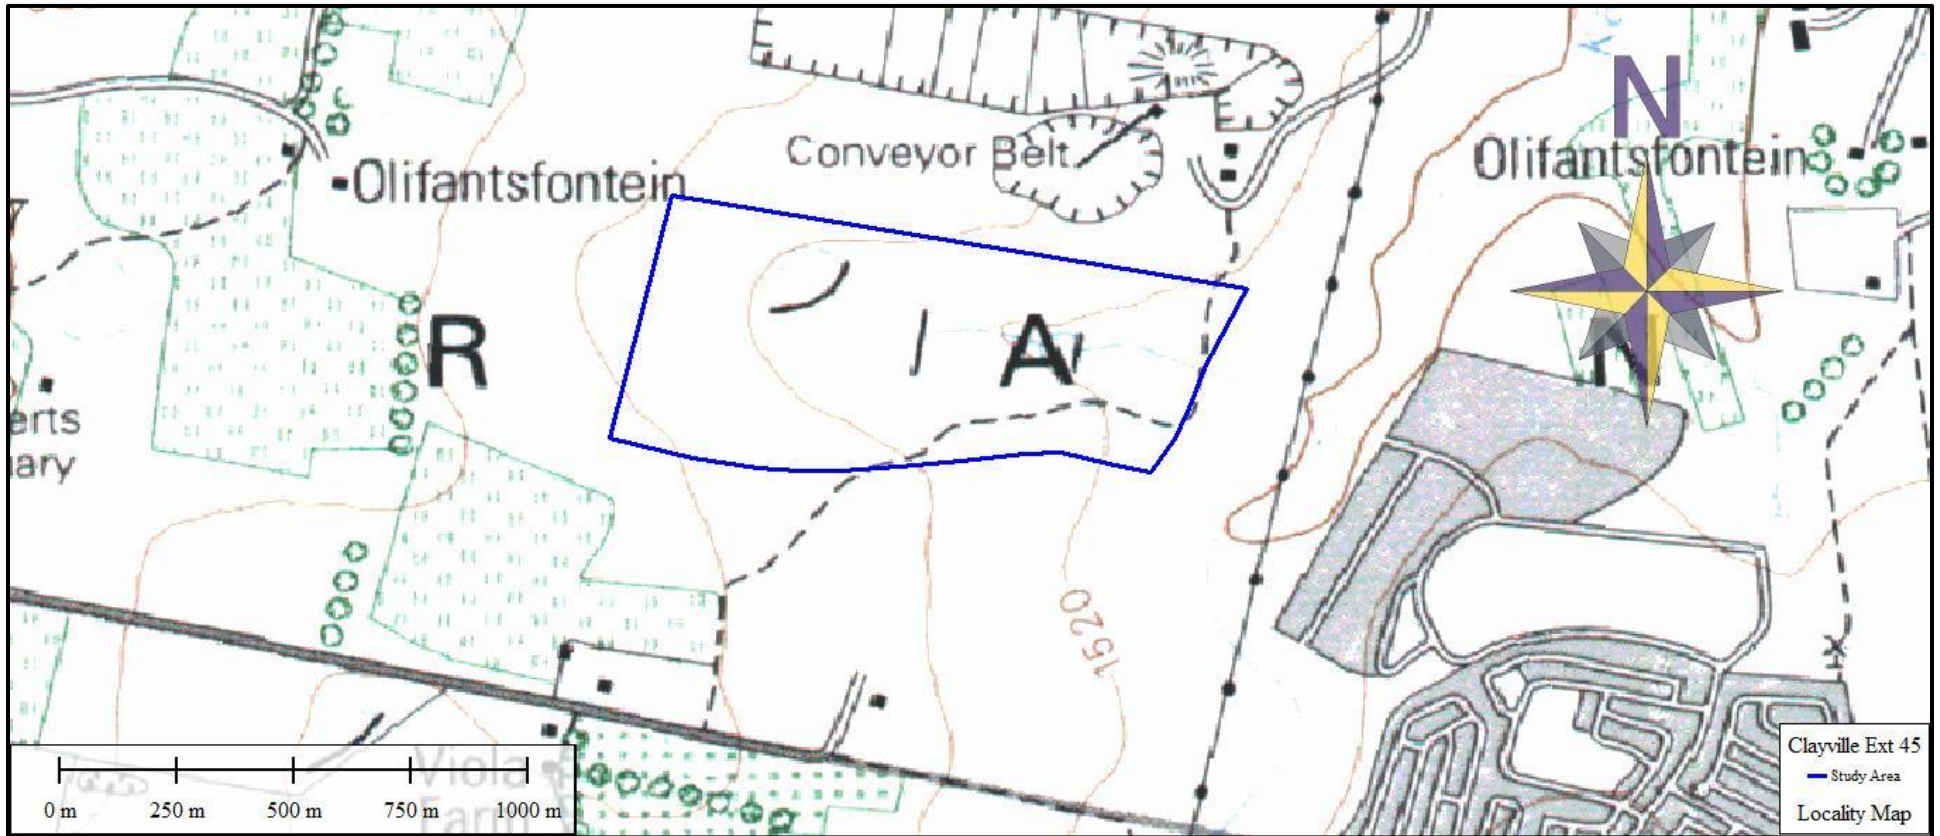 N
Olifantsfontein
Conveyor Belt
Olifantsfontein
R
A
erts
ary
1520
Viola
Farm
0 m 250 m 500 m 750 m 1000 m
Clayville Ext 45
Study Area
Locality Map